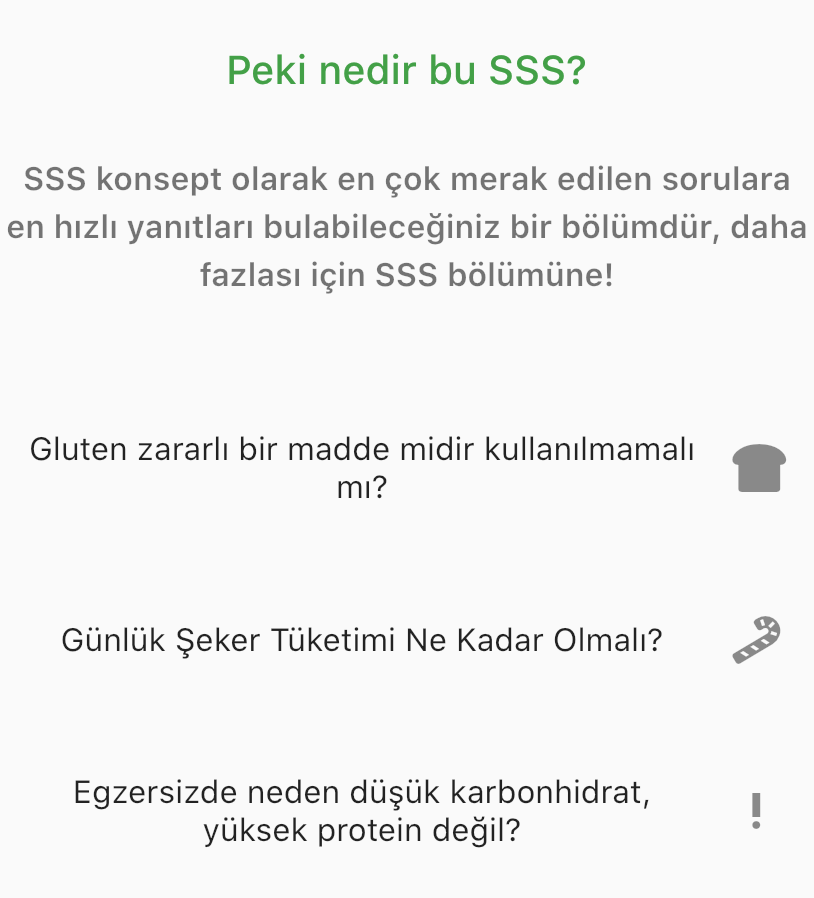 Peki nedir bu SSS?
SSS konsept olarak en çok merak edilen sorulara
en hızlı yanıtları bulabileceğiniz bir bölümdür, daha
fazlası için SSS bölümüne!
Gluten zararlı bir madde midir kullanılmamalı
mı?
Günlük Şeker Tüketimi Ne Kadar Olmalı?
Egzersizde neden düşük karbonhidrat,
yüksek protein değil?